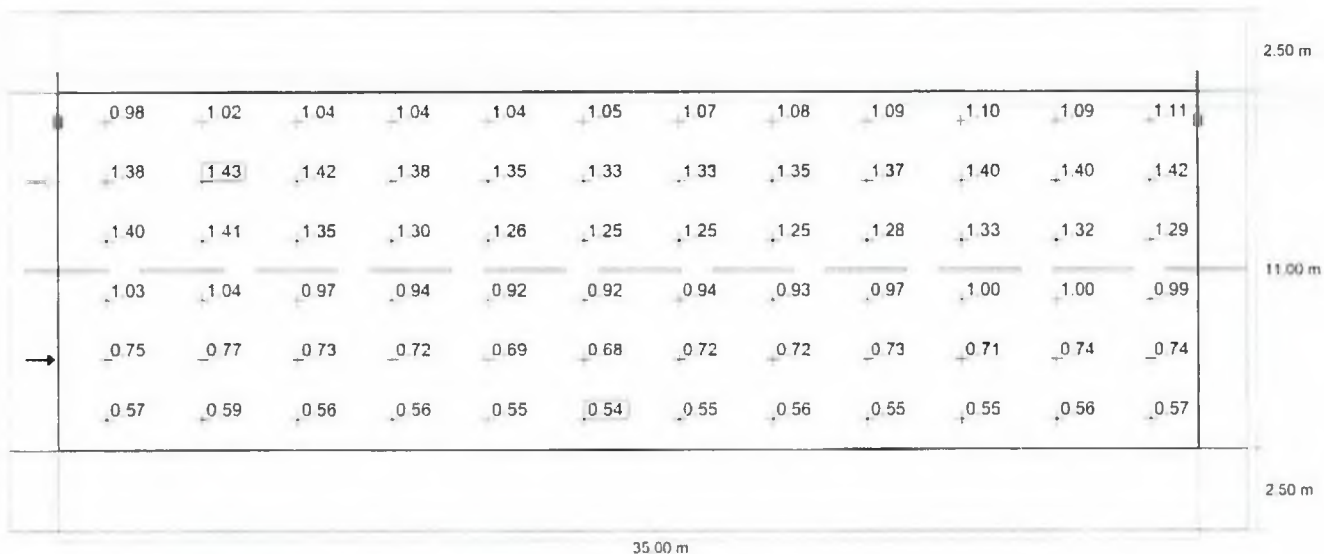 2.50 m
0.98 1.02 1.04 1.04 1.04 1.05 1.07 1.08 1.09 1.10 1.09 1.11
1.38 1.43 1.42 1.38 1.35 1.33 1.33 1.35 1.37 1.40 1.40 1.42
1.40 1.41 1.35 1.30 1.26 1.25 1.25 1.25 1.28 1.33 1.32 1.29
11.00 m
1.03 1.04 0.97 0.94 0.92 0.92 0.94 0.93 0.97 1.00 1.00 0.99
0.75 0.77 0.73 0.72 0.69 0.68 0.72 0.72 0.73 0.71 0.74 0.74
0.57 0.59 0.56 0.56 0.55 0.54 0.55 0.56 0.55 0.55 0.56 0.57
2.50 m
35.00 m